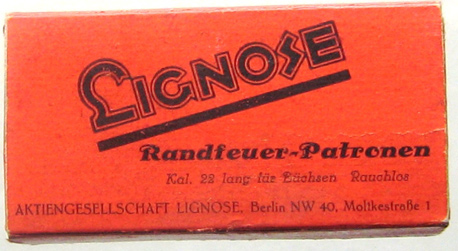 LIGNOSE
Randfeuer-Patronen
Kal. 22 lang für Büchsen Rauchlos
AKTIENGESELLSCHAFT LIGNOSE, Berlin NW 40, Moltkestraße 1